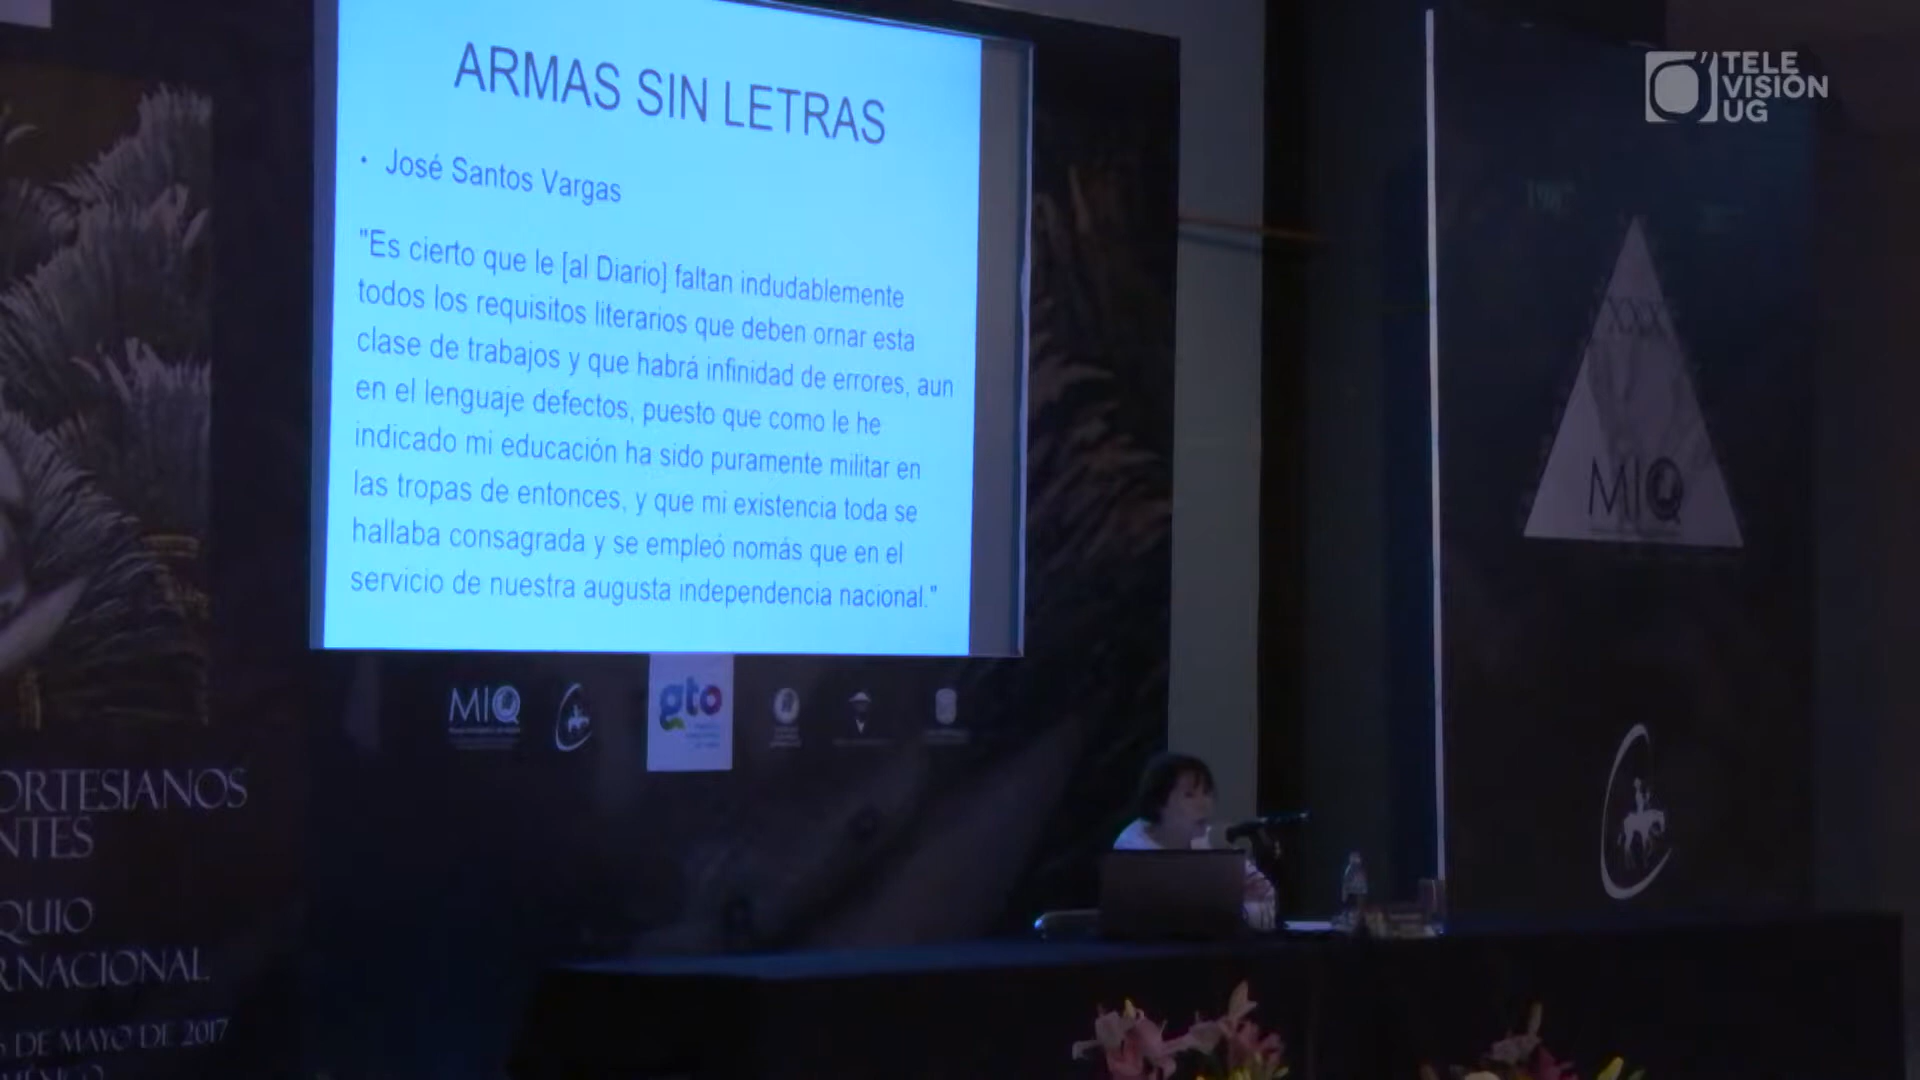 ARMAS SIN LETRAS
• José Santos Vargas
"Es cierto que le [al Diario] faltan indudablemente
todos los requisitos literarios que deben ornar esta
clase de trabajos y que habrá infinidad de errores, aun
en el lenguaje defectos, puesto que como le he
indicado mi educación ha sido puramente militar en
las tropas de entonces, y que mi existencia toda se
hallaba consagrada y se empleó nomás que en el
servicio de nuestra augusta independencia nacional."
TELE
VISIÓN
UG
MIQ
MIQ
gto
ORTESIANOS
NTES
QUIO
RNACIONAL
DE MAYO DE 2017
MÉXICO